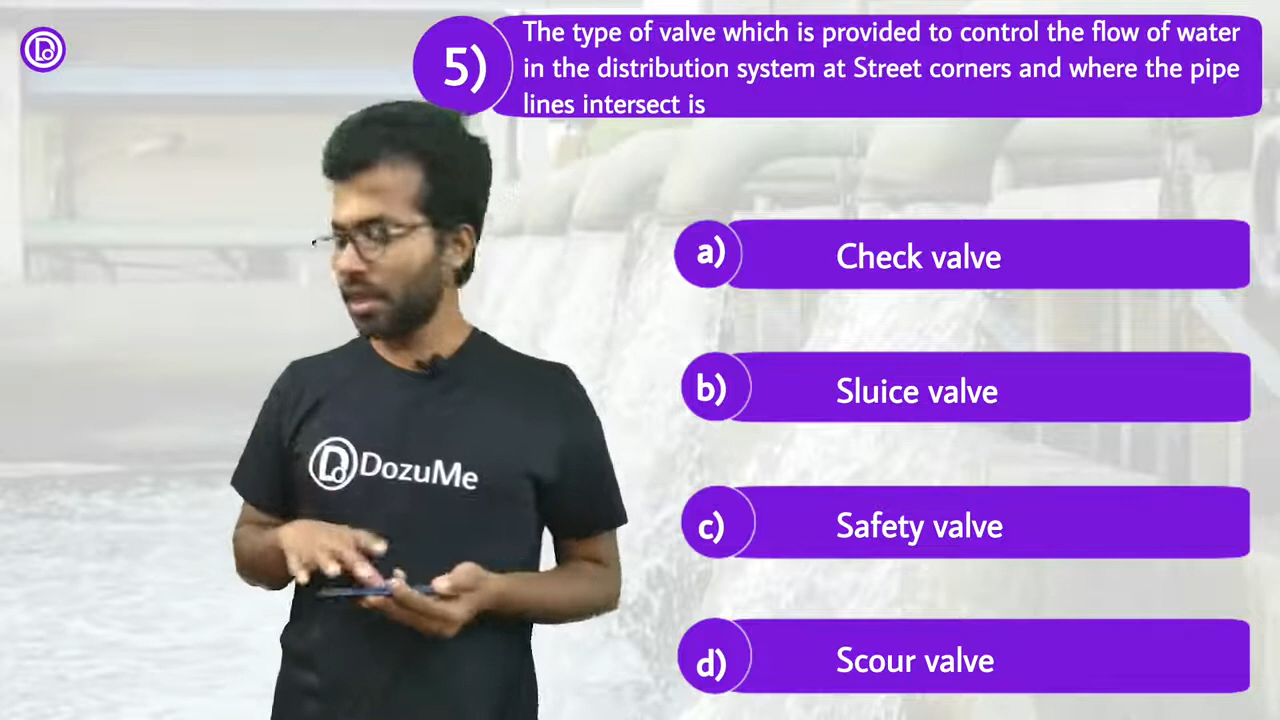 5)
The type of valve which is provided to control the flow of water
in the distribution system at Street corners and where the pipe
lines intersect is
a) Check valve
b) Sluice valve
DozuMe
c) Safety valve
d) Scour valve